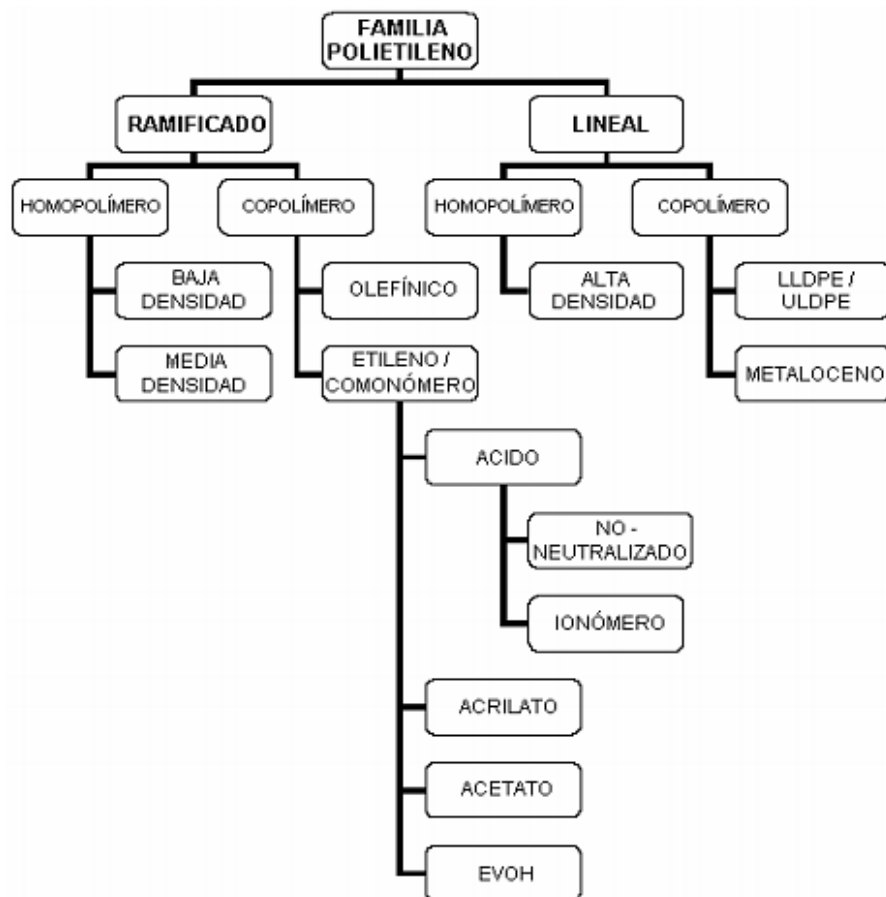 FAMILIA
POLIETILENO
RAMIFICADO
LINEAL
HOMOPOLÍMERO
COPOLÍMERO
HOMOPOLÍMERO
COPOLÍMERO
BAJA
DENSIDAD
OLEFÍNICO
ALTA
DENSIDAD
LLDPE /
ULDPE
MEDIA
DENSIDAD
ETILENO /
COMONÓMERO
METALOCENO
ACIDO
NO -
NEUTRALIZADO
IONÓMERO
ACRILATO
ACETATO
EVOH